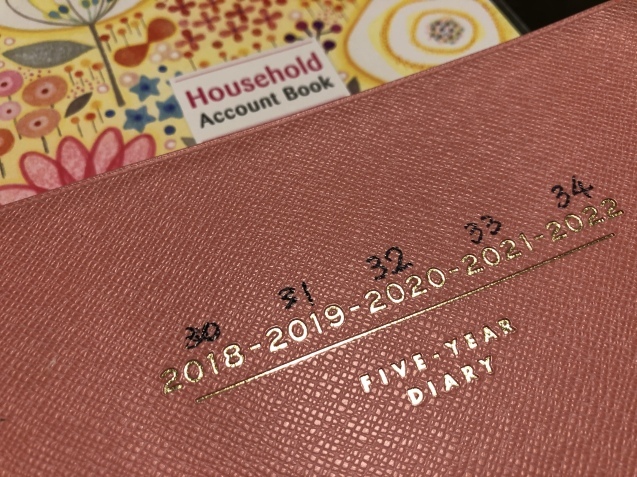 Household
Account Book
30 31 32 33 34
2018-2019-2020-2021-2022
FIVE-YEAR
DIARY